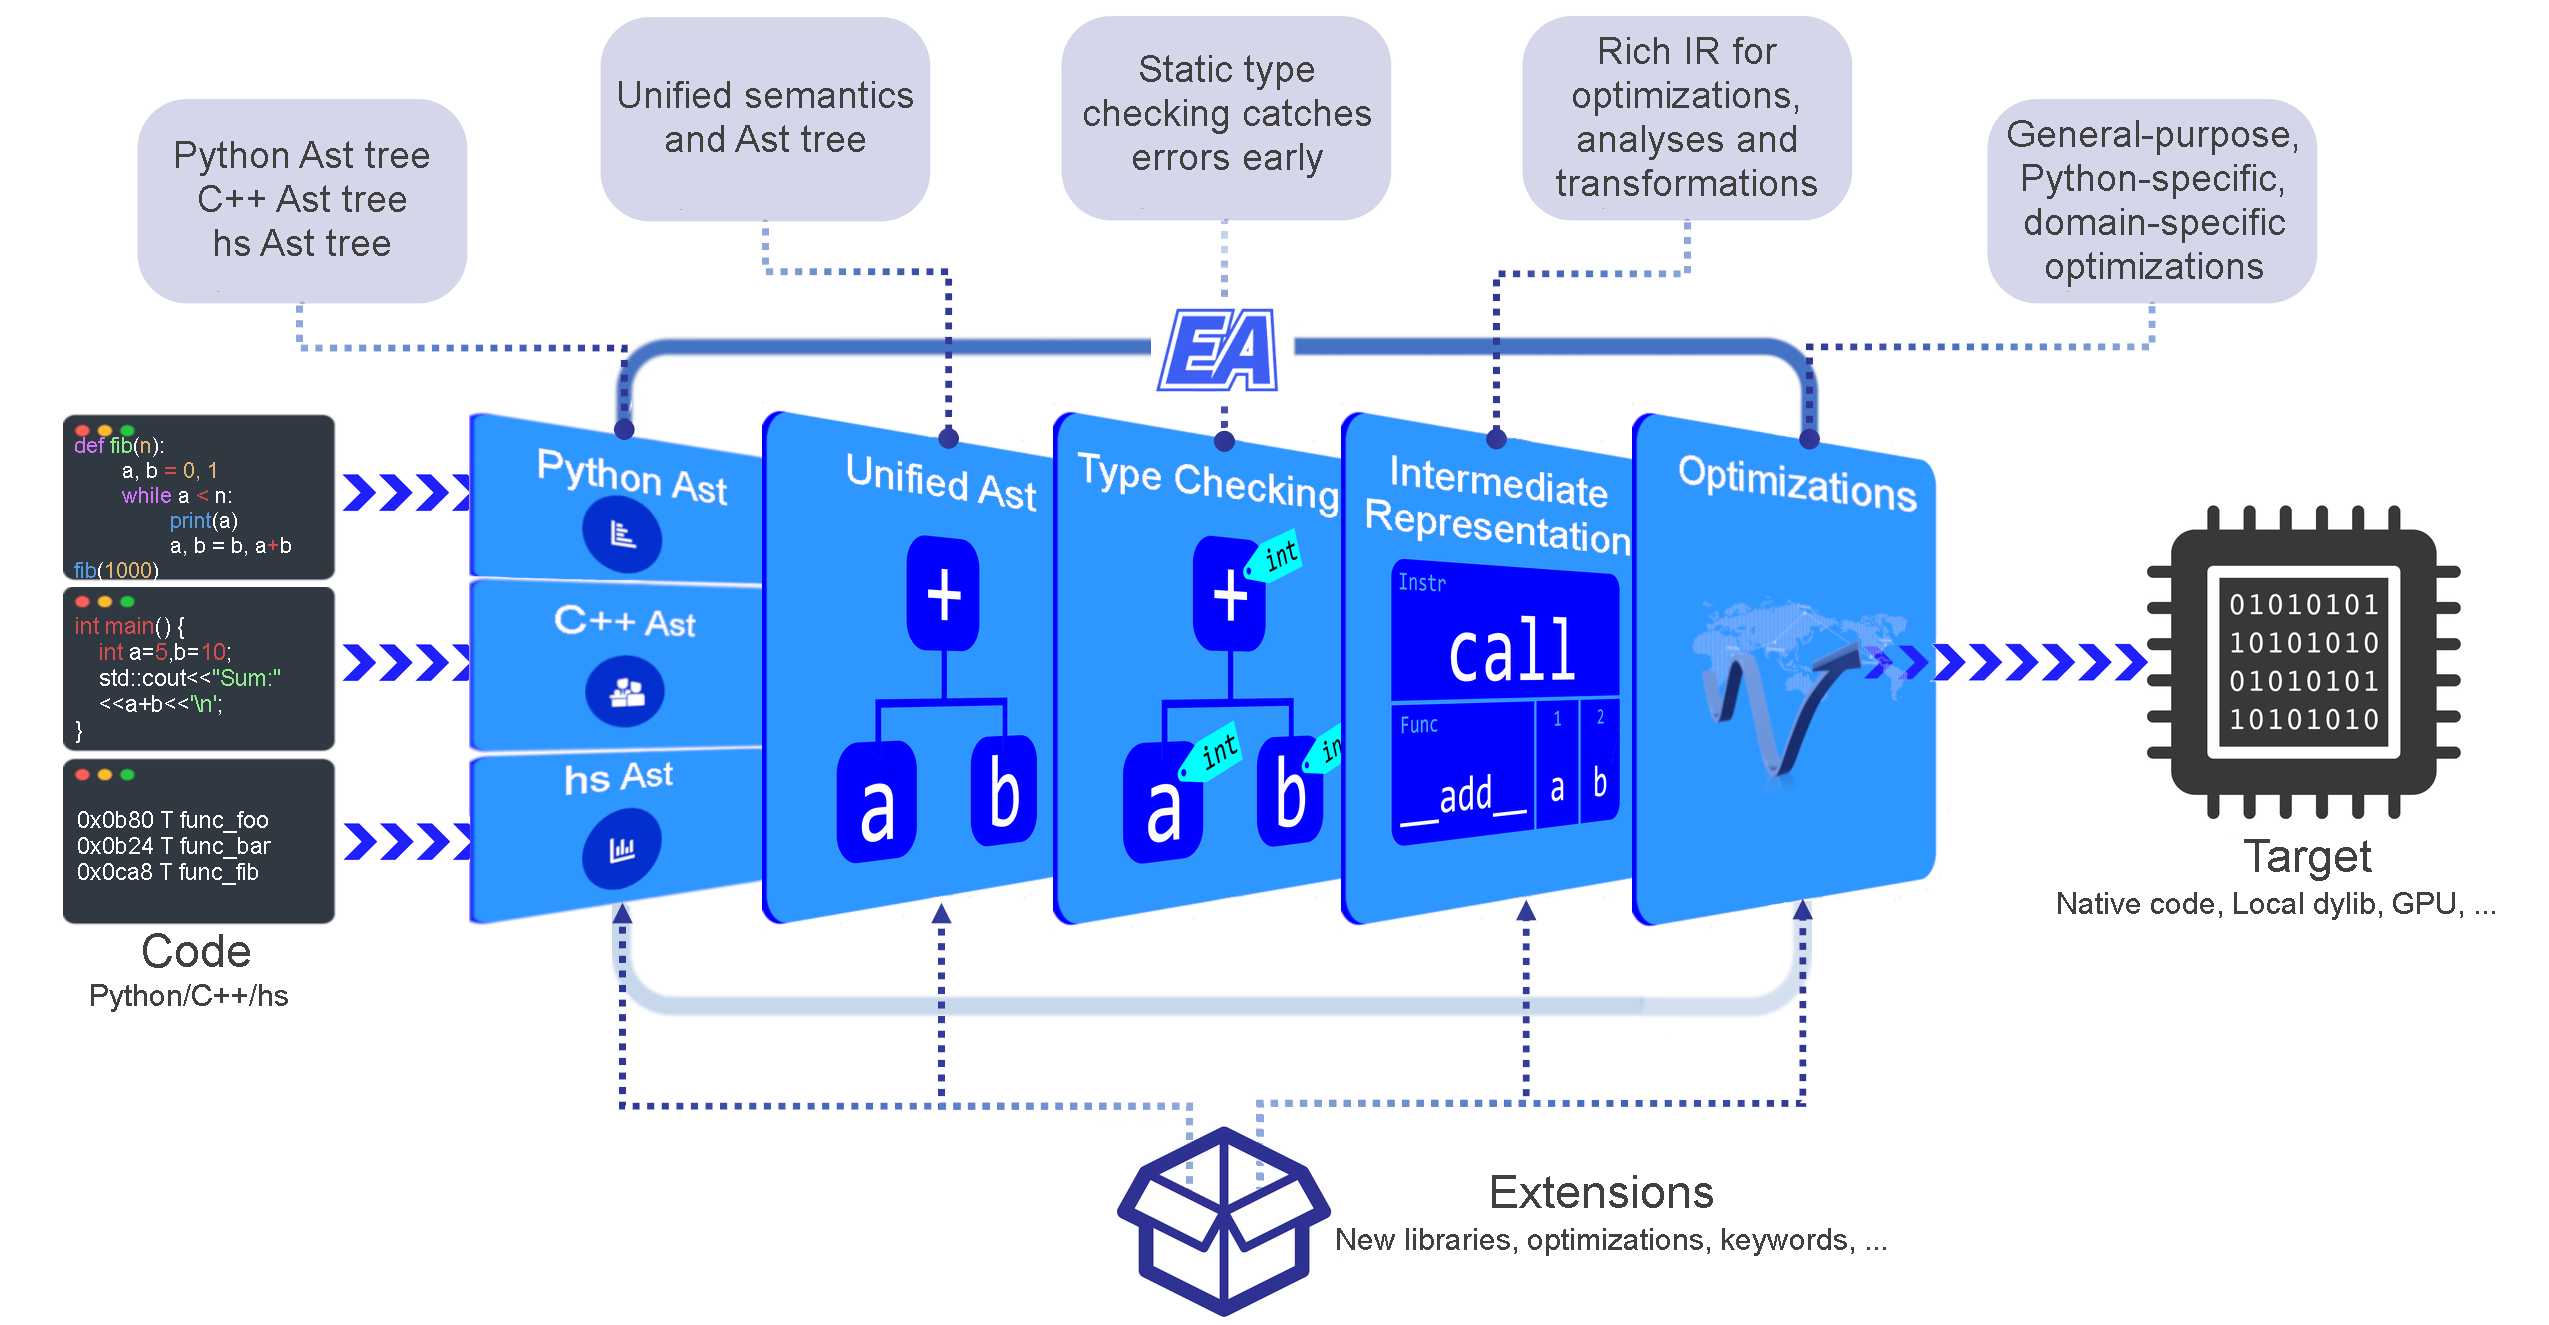 Python Ast tree
C++ Ast tree
hs Ast tree
Unified semantics
and Ast tree
Static type
checking catches
errors early
Rich IR for
optimizations,
analyses and
transformations
General-purpose,
Python-specific,
domain-specific
optimizations
EA
def fib(n):
a, b = 0, 1
while a < n:
print(a)
a, b = b, a+b
fib(1000)
int main() {
int a=5,b=10;
std::cout<<"Sum:"
<<a+b<<'\n';
}
0x0b80 T func_foo
0x0b24 T func_bar
0x0ca8 T func_fib
Code
Python/C++/hs
Python Ast
C++ Ast
hs Ast
Unified Ast
+
a
b
Type Checking
+
int
a
int
b
in
Intermediate
Representation
Instr
call
Func
1
2
__add__
a
b
Optimizations
01010101
10101010
01010101
10101010
Target
Native code, Local dylib, GPU, ...
Extensions
New libraries, optimizations, keywords, ...